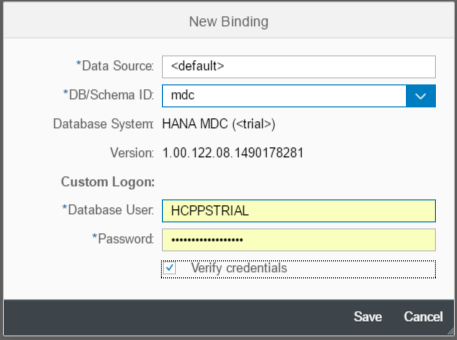 New Binding
*Data Source: <default>
*DB/Schema ID: mdc
Database System: HANA MDC (<trial>)
Version: 1.00.122.08.1490178281
Custom Logon:
*Database User: HCPPSTRIAL
*Password: ••••••••••••••••••
Verify credentials
Save Cancel